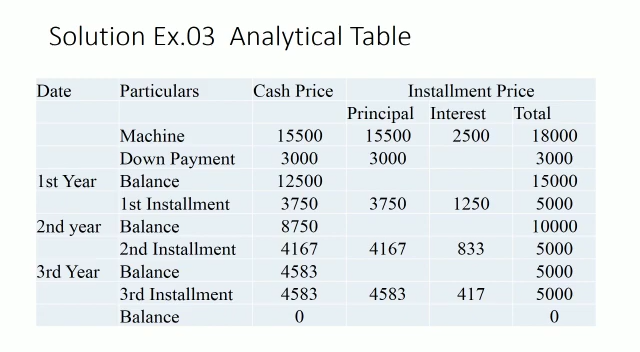 Solution Ex.03 Analytical Table
Date Particulars Cash Price Installment Price
Principal Interest Total
Machine 15500 15500 2500 18000
Down Payment 3000 3000 3000
1st Year Balance 12500 15000
1st Installment 3750 3750 1250 5000
2nd year Balance 8750 10000
2nd Installment 4167 4167 833 5000
3rd Year Balance 4583 5000
3rd Installment 4583 4583 417 5000
Balance 0 0